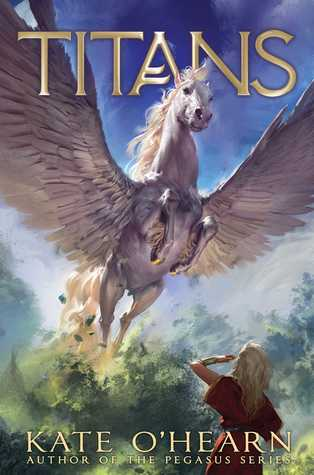 TITANS
KATE O'HEARN
AUTHOR OF THE PEGASUS SERIES